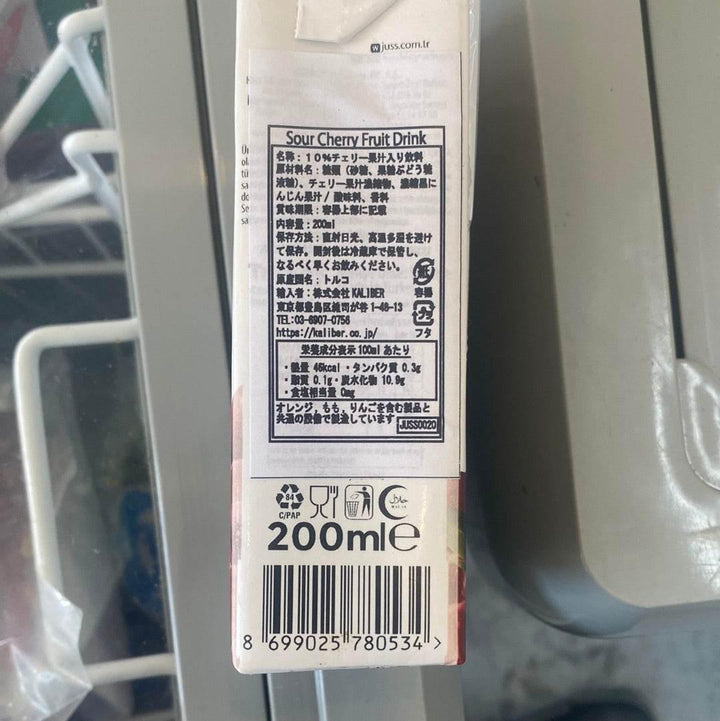 juss.com.tr
Sour Cherry Fruit Drink
名称：１０％チェリー果汁入り飲料
原材料名：糖類（砂糖、果糖ぶどう糖
液糖）、チェリー果汁濃縮物、濃縮黒に
んじん果汁 / 酸味料、香料
賞味期限：容器上部に記載
内容量：200ml
保存方法：直射日光、高温多湿を避け
て保存。開封後は冷蔵庫で保管し、
なるべく早くお飲みください。
原産国名：トルコ
輸入者：株式会社 KALIBER
容器
東京都豊島区雑司が谷 1-48-13
TEL:03-6907-0756
https://kaliber.co.jp/
フタ
栄養成分表示 100ml あたり
・熱量 46kcal ・タンパク質 0.3g
・脂質 0.1g・炭水化物 10.9g
・食塩相当量 0mg
オレンジ，もも，りんごを含む製品と
共通の設備で製造しています
JUSS0020
84
C/PAP
200ml e
8 699025 780534 >